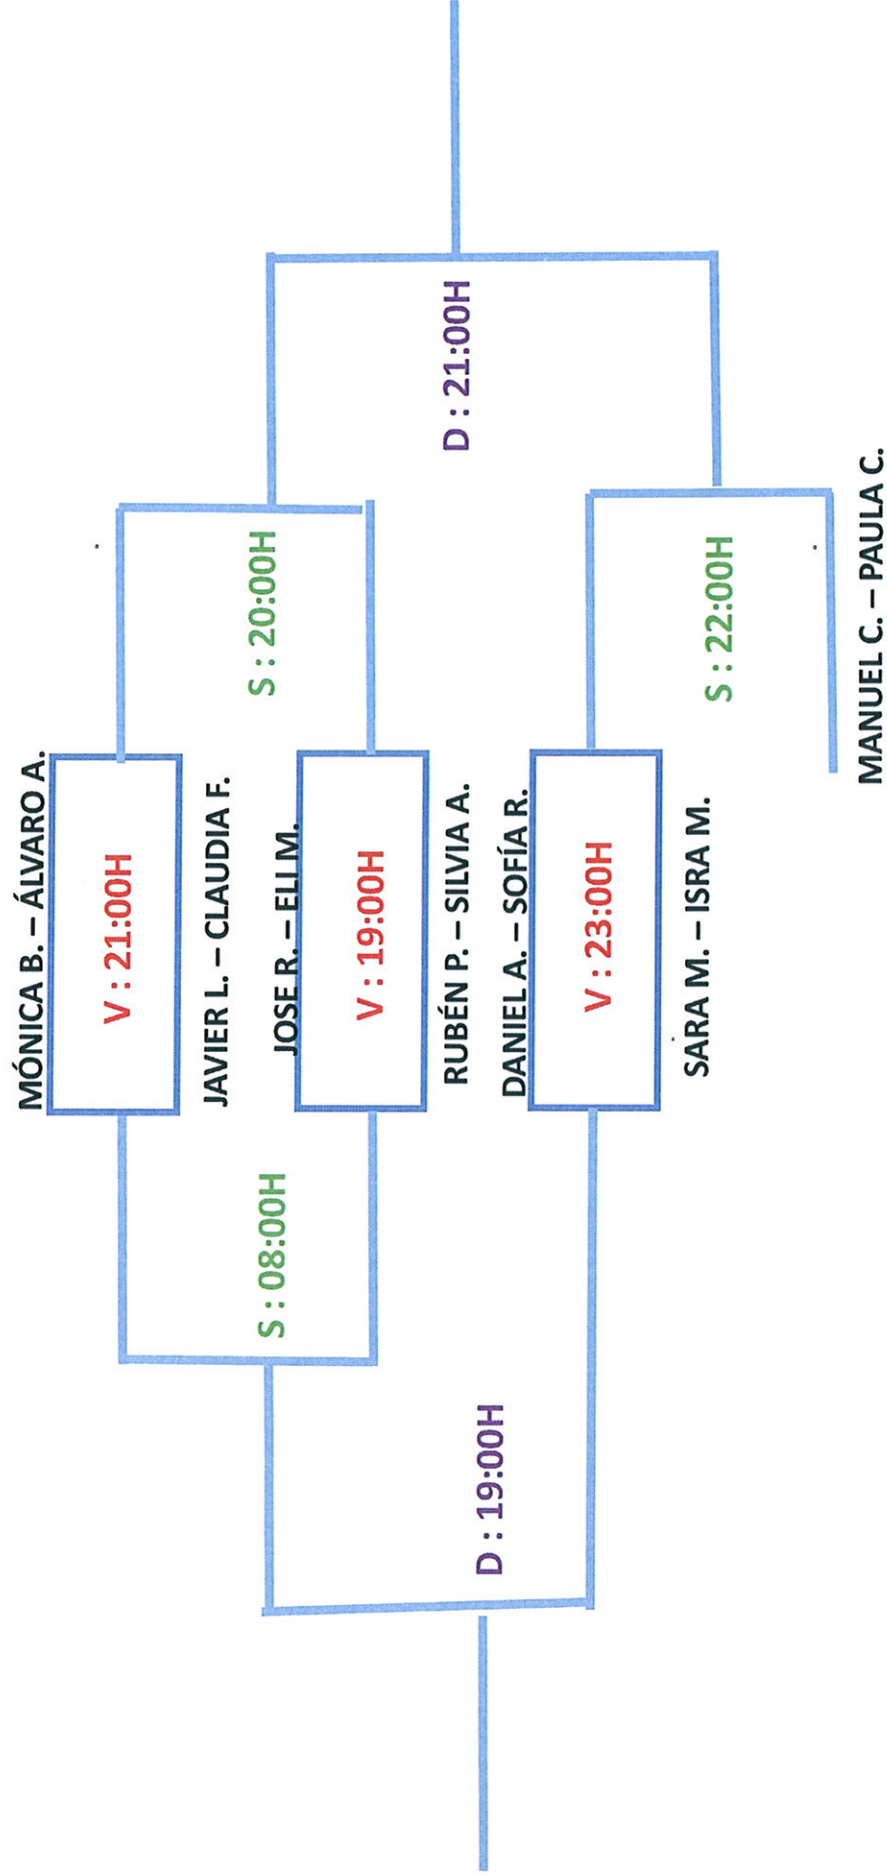 MÓNICA B. – ÁLVARO A.
V : 21:00H
JAVIER L. – CLAUDIA F.
S : 08:00H
S : 20:00H
JOSE R. – ELI M.
V : 19:00H
RUBÉN P. – SILVIA A.
D : 19:00H
D : 21:00H
DANIEL A. – SOFÍA R.
V : 23:00H
SARA M. – ISRA M.
S : 22:00H
MANUEL C. – PAULA C.